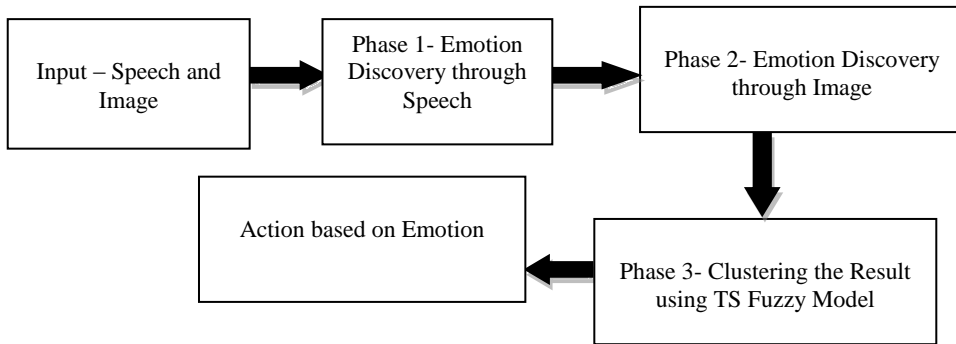 Input – Speech and
Image
Phase 1- Emotion
Discovery through
Speech
Phase 2- Emotion Discovery
through Image
Action based on Emotion
Phase 3- Clustering the Result
using TS Fuzzy Model